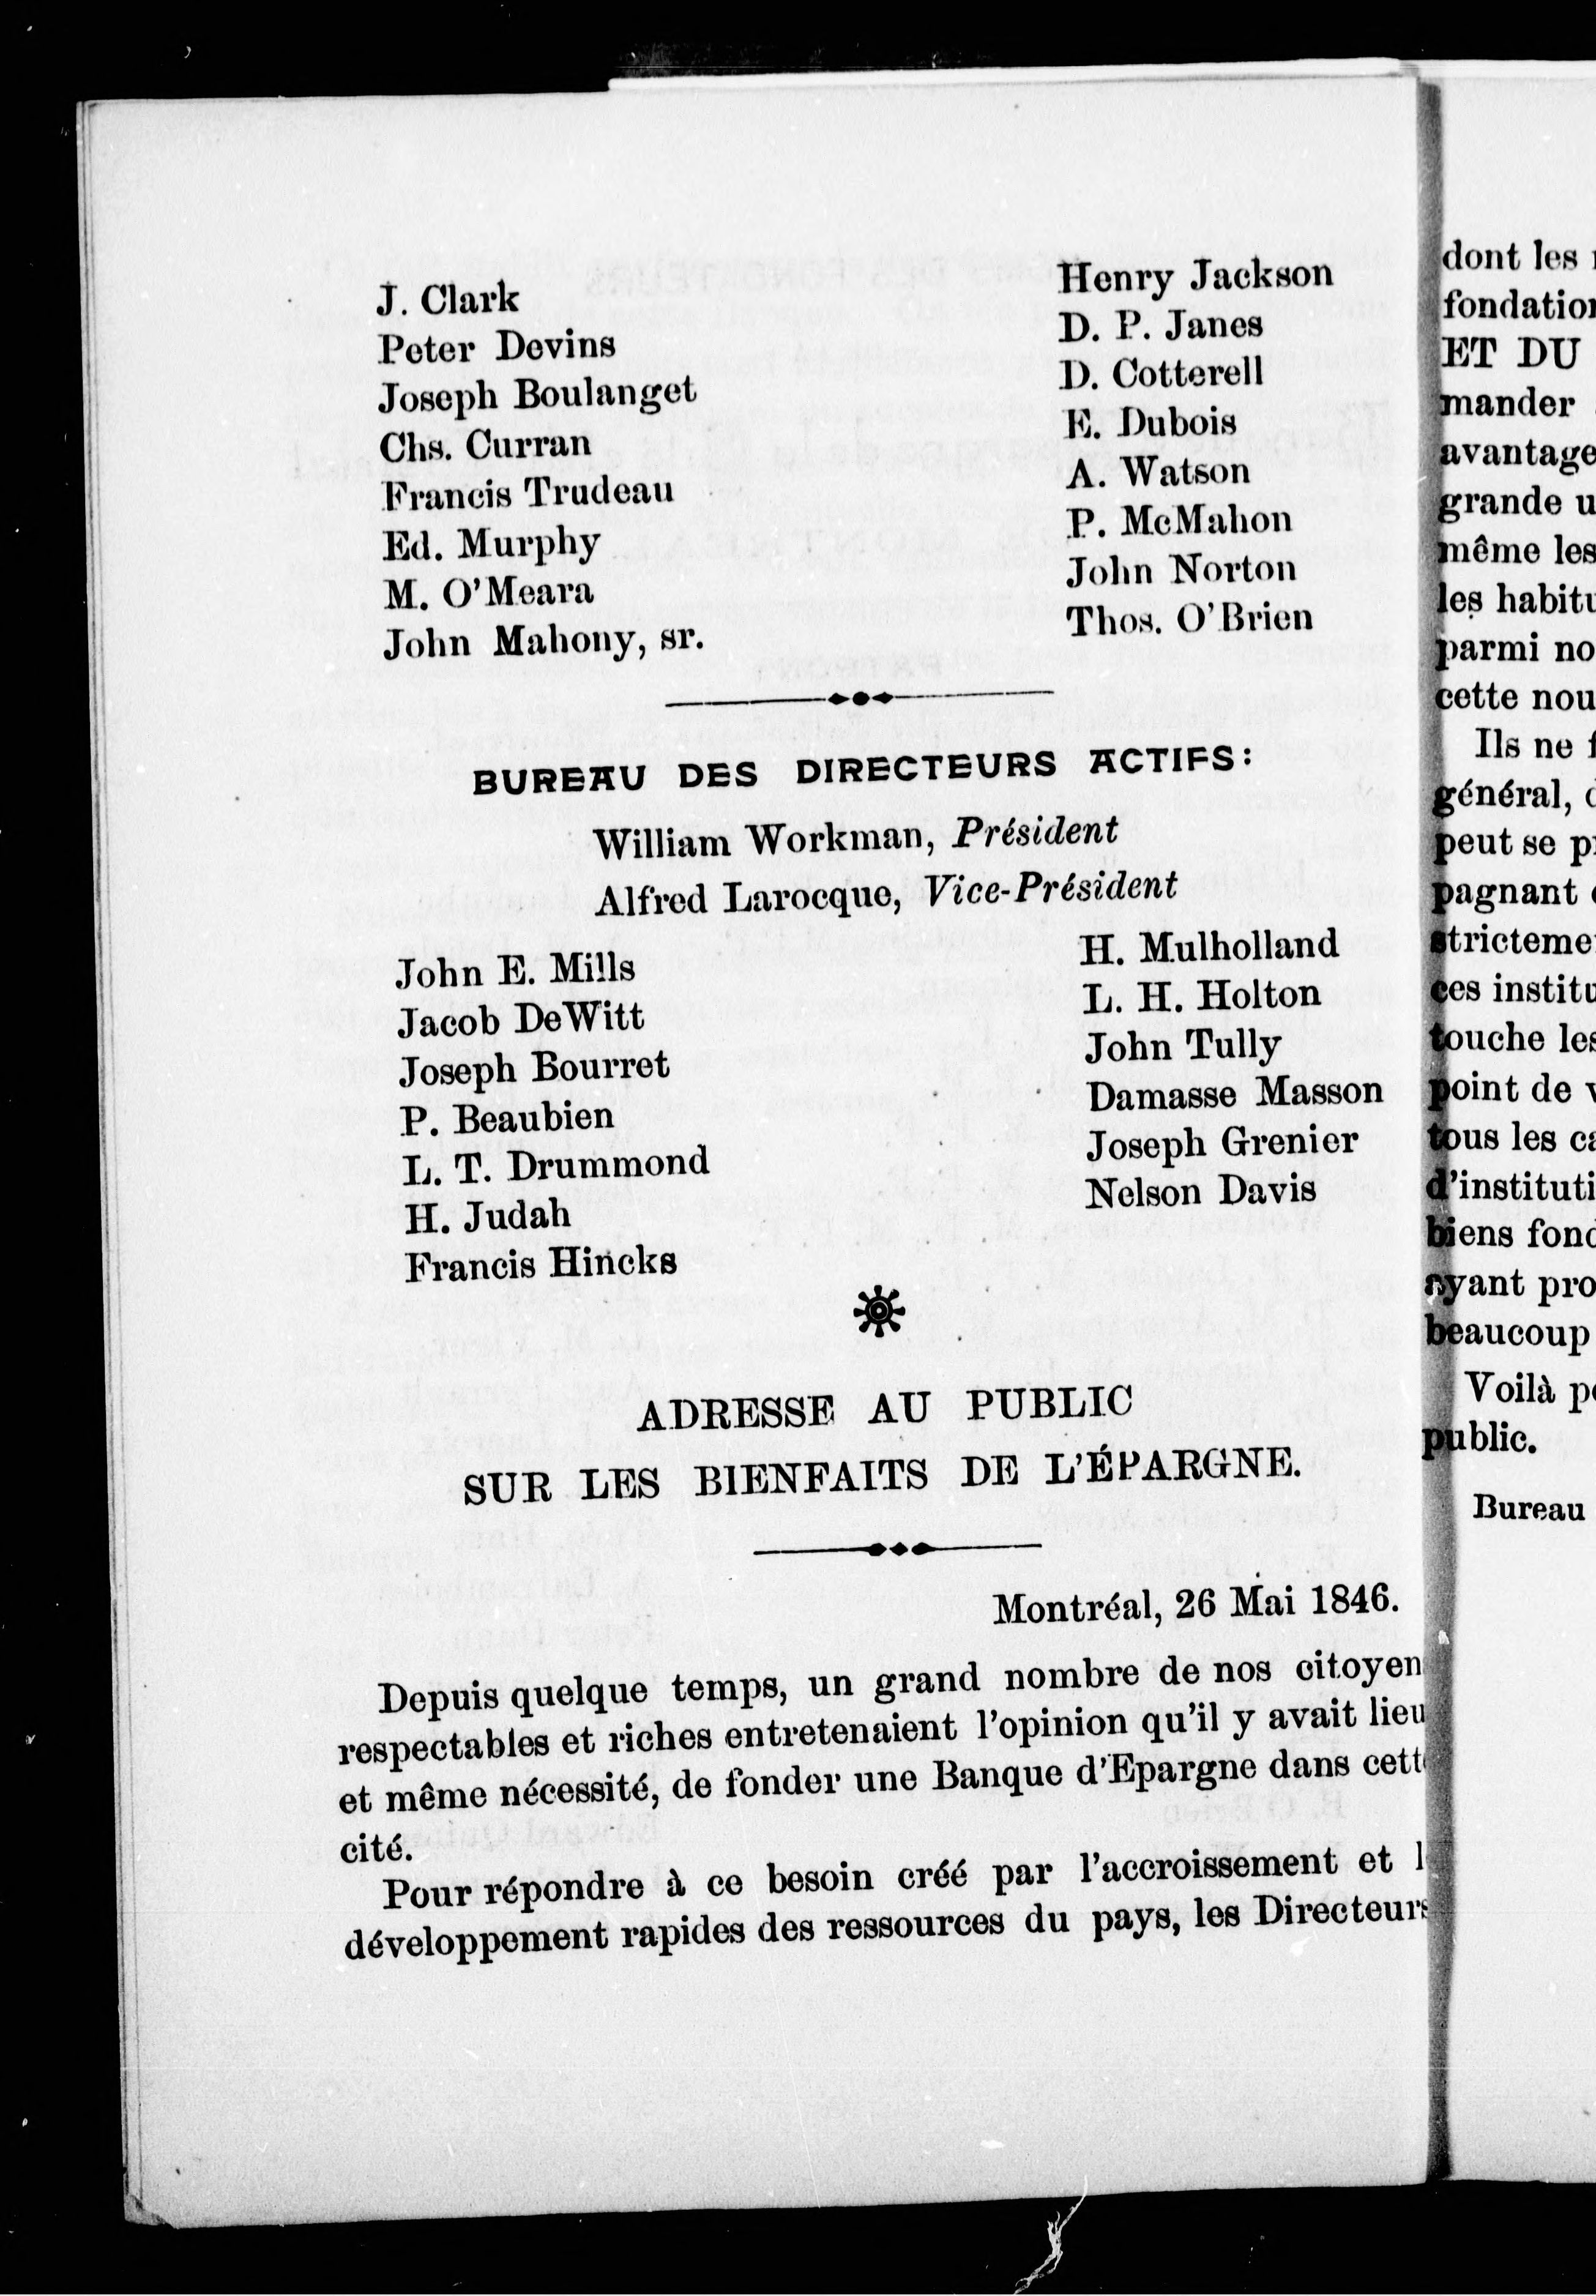 J. Clark
Peter Devins
Joseph Boulanget
Chs. Curran
Francis Trudeau
Ed. Murphy
M. O'Meara
John Mahony, sr.
Henry Jackson
D. P. Janes
D. Cotterell
E. Dubois
A. Watson
P. McMahon
John Norton
Thos. O'Brien
BUREAU DES DIRECTEURS ACTIFS:
William Workman, Président
Alfred Larocque, Vice-Président
John E. Mills
Jacob DeWitt
Joseph Bourret
P. Beaubien
L. T. Drummond
H. Judah
Francis Hincks
H. Mulholland
L. H. Holton
John Tully
Damasse Masson
Joseph Grenier
Nelson Davis
ADRESSE AU PUBLIC
SUR LES BIENFAITS DE L'ÉPARGNE.
Montréal, 26 Mai 1846.
Depuis quelque temps, un grand nombre de nos citoyen
respectables et riches entretenaient l'opinion qu'il y avait lieu
et même nécessité, de fonder une Banque d'Epargne dans cett
cité.
Pour répondre à ce besoin créé par l'accroissement et l
développement rapides des ressources du pays, les Directeurs
dont les
fondation
ET DU
mander
avantage
grande u
même les
les habitu
parmi no
cette nou
Ils ne f
général, d
peut se p
pagnant
strictemen
ces institu
touche les
point de v
tous les ca
d'instituti
biens fond
ayant pro
beaucoup
Voilà p
public.
Bureau